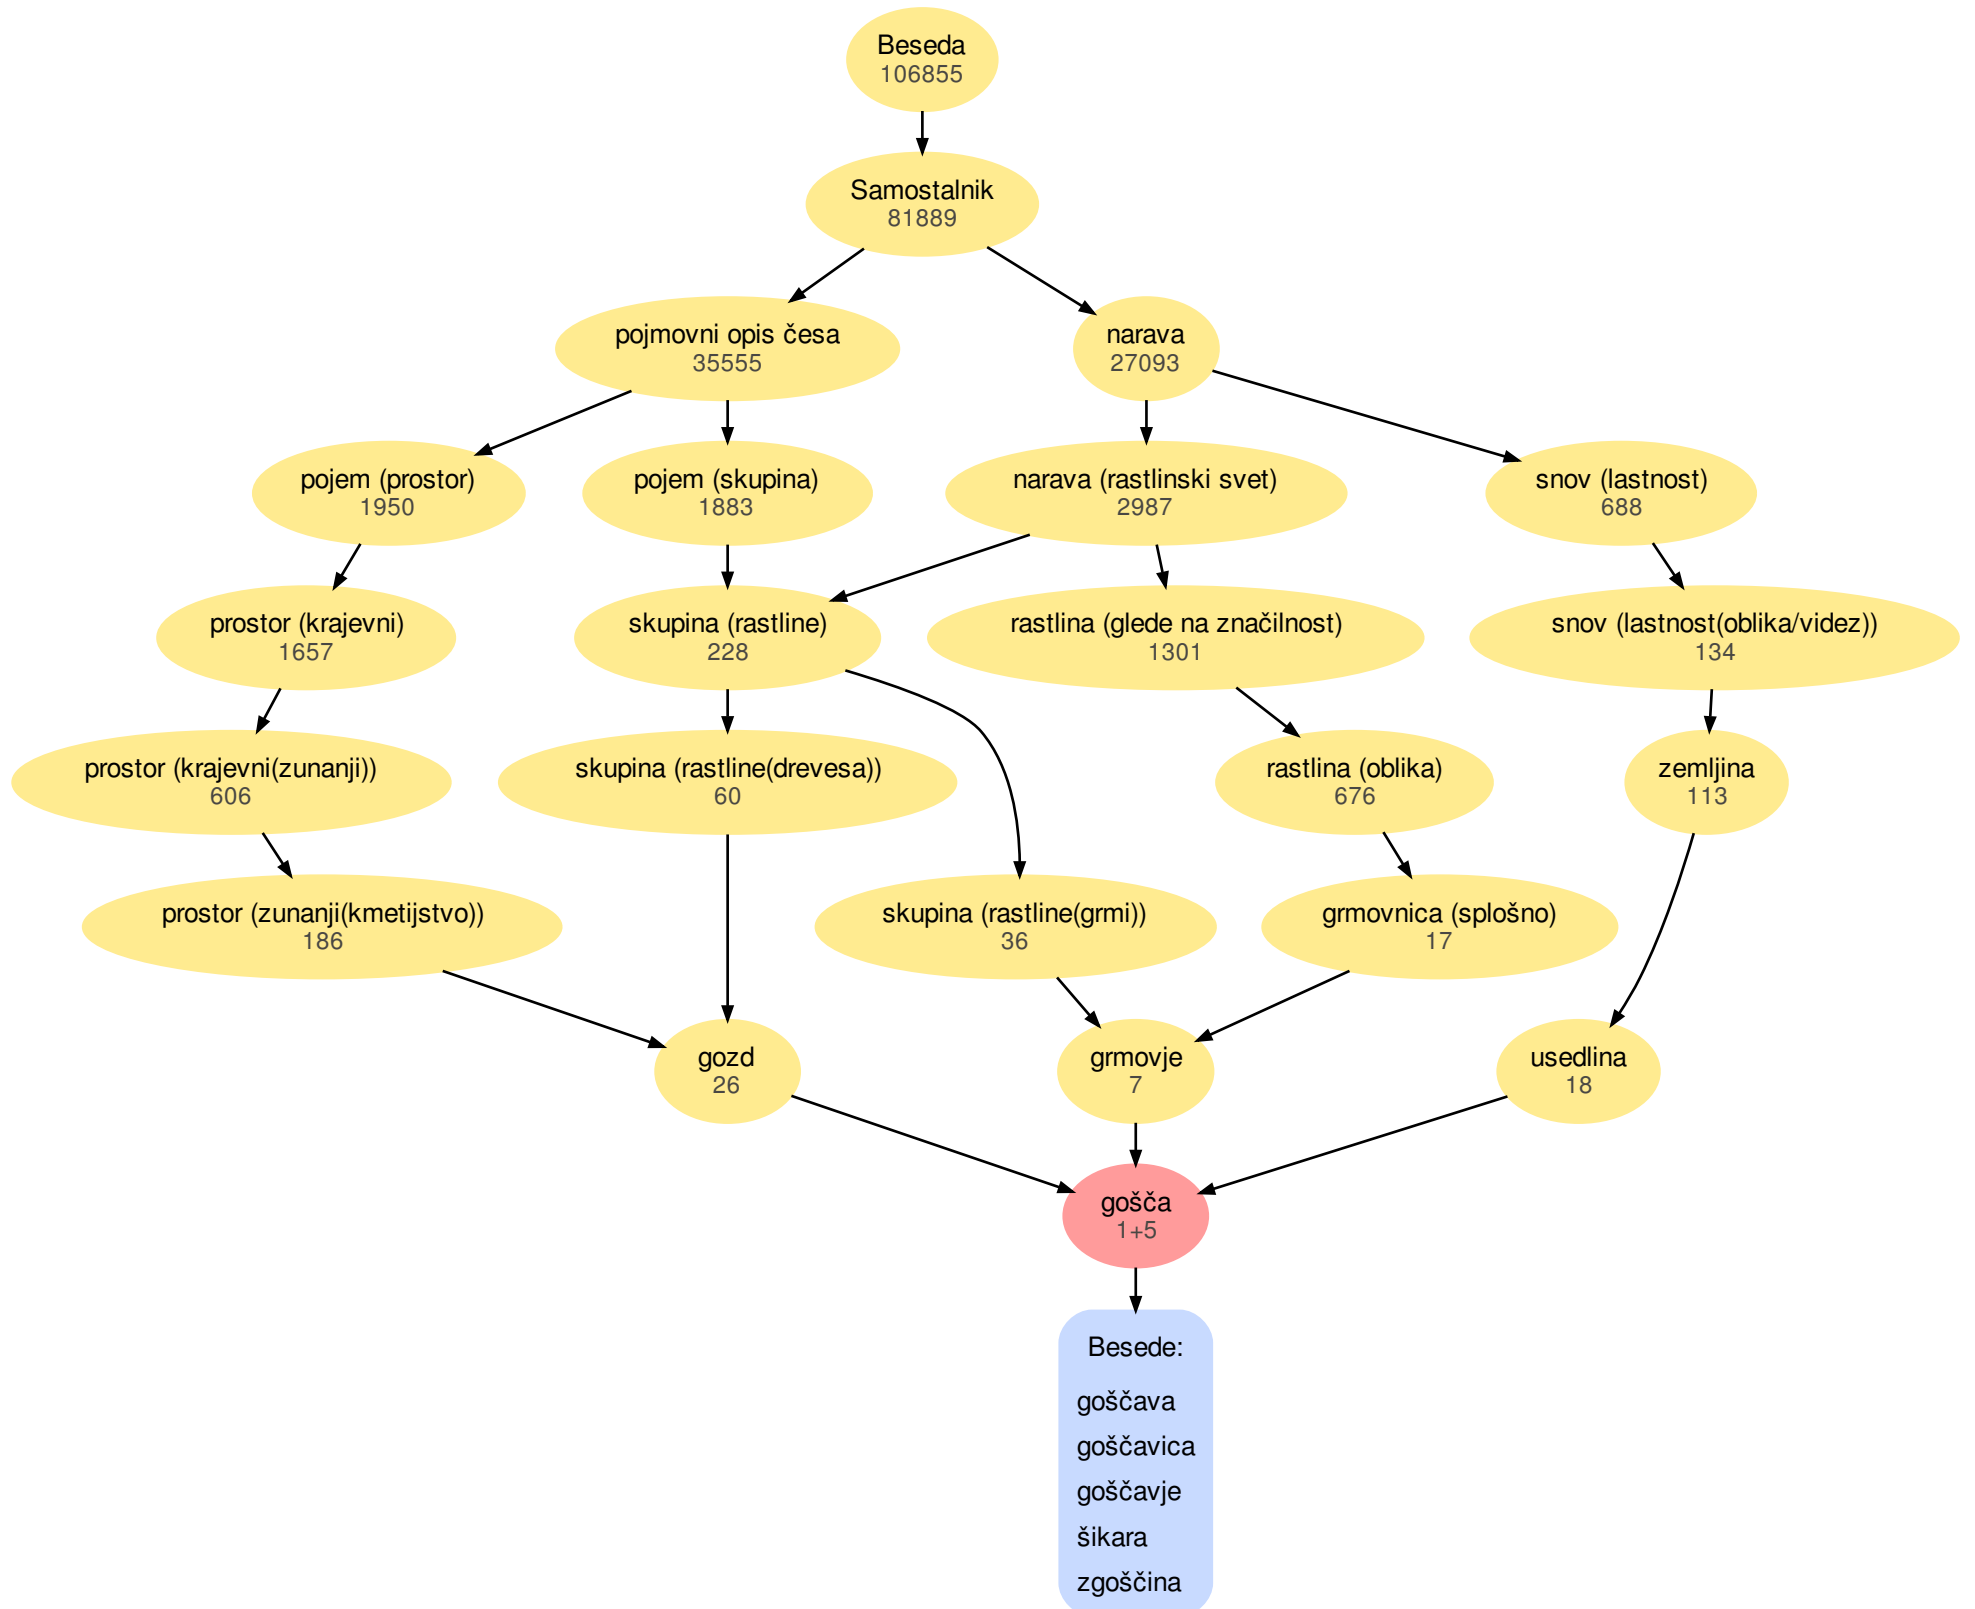 Beseda
106855
Samostalnik
81889
pojmovni opis česa
35555
narava
27093
pojem (prostor)
1950
pojem (skupina)
1883
narava (rastlinski svet)
2987
snov (lastnost)
688
prostor (krajevni)
1657
skupina (rastline)
228
rastlina (glede na značilnost)
1301
snov (lastnost(oblika/videz))
134
prostor (krajevni(zunanji))
606
skupina (rastline(drevesa))
60
rastlina (oblika)
676
zemljina
113
prostor (zunanji(kmetijstvo))
186
skupina (rastline(grmi))
36
grmovnica (splošno)
17
gozd
26
grmovje
7
usedlina
18
gošča
1+5
Besede:
goščava
goščavica
goščavje
šikara
zgoščina